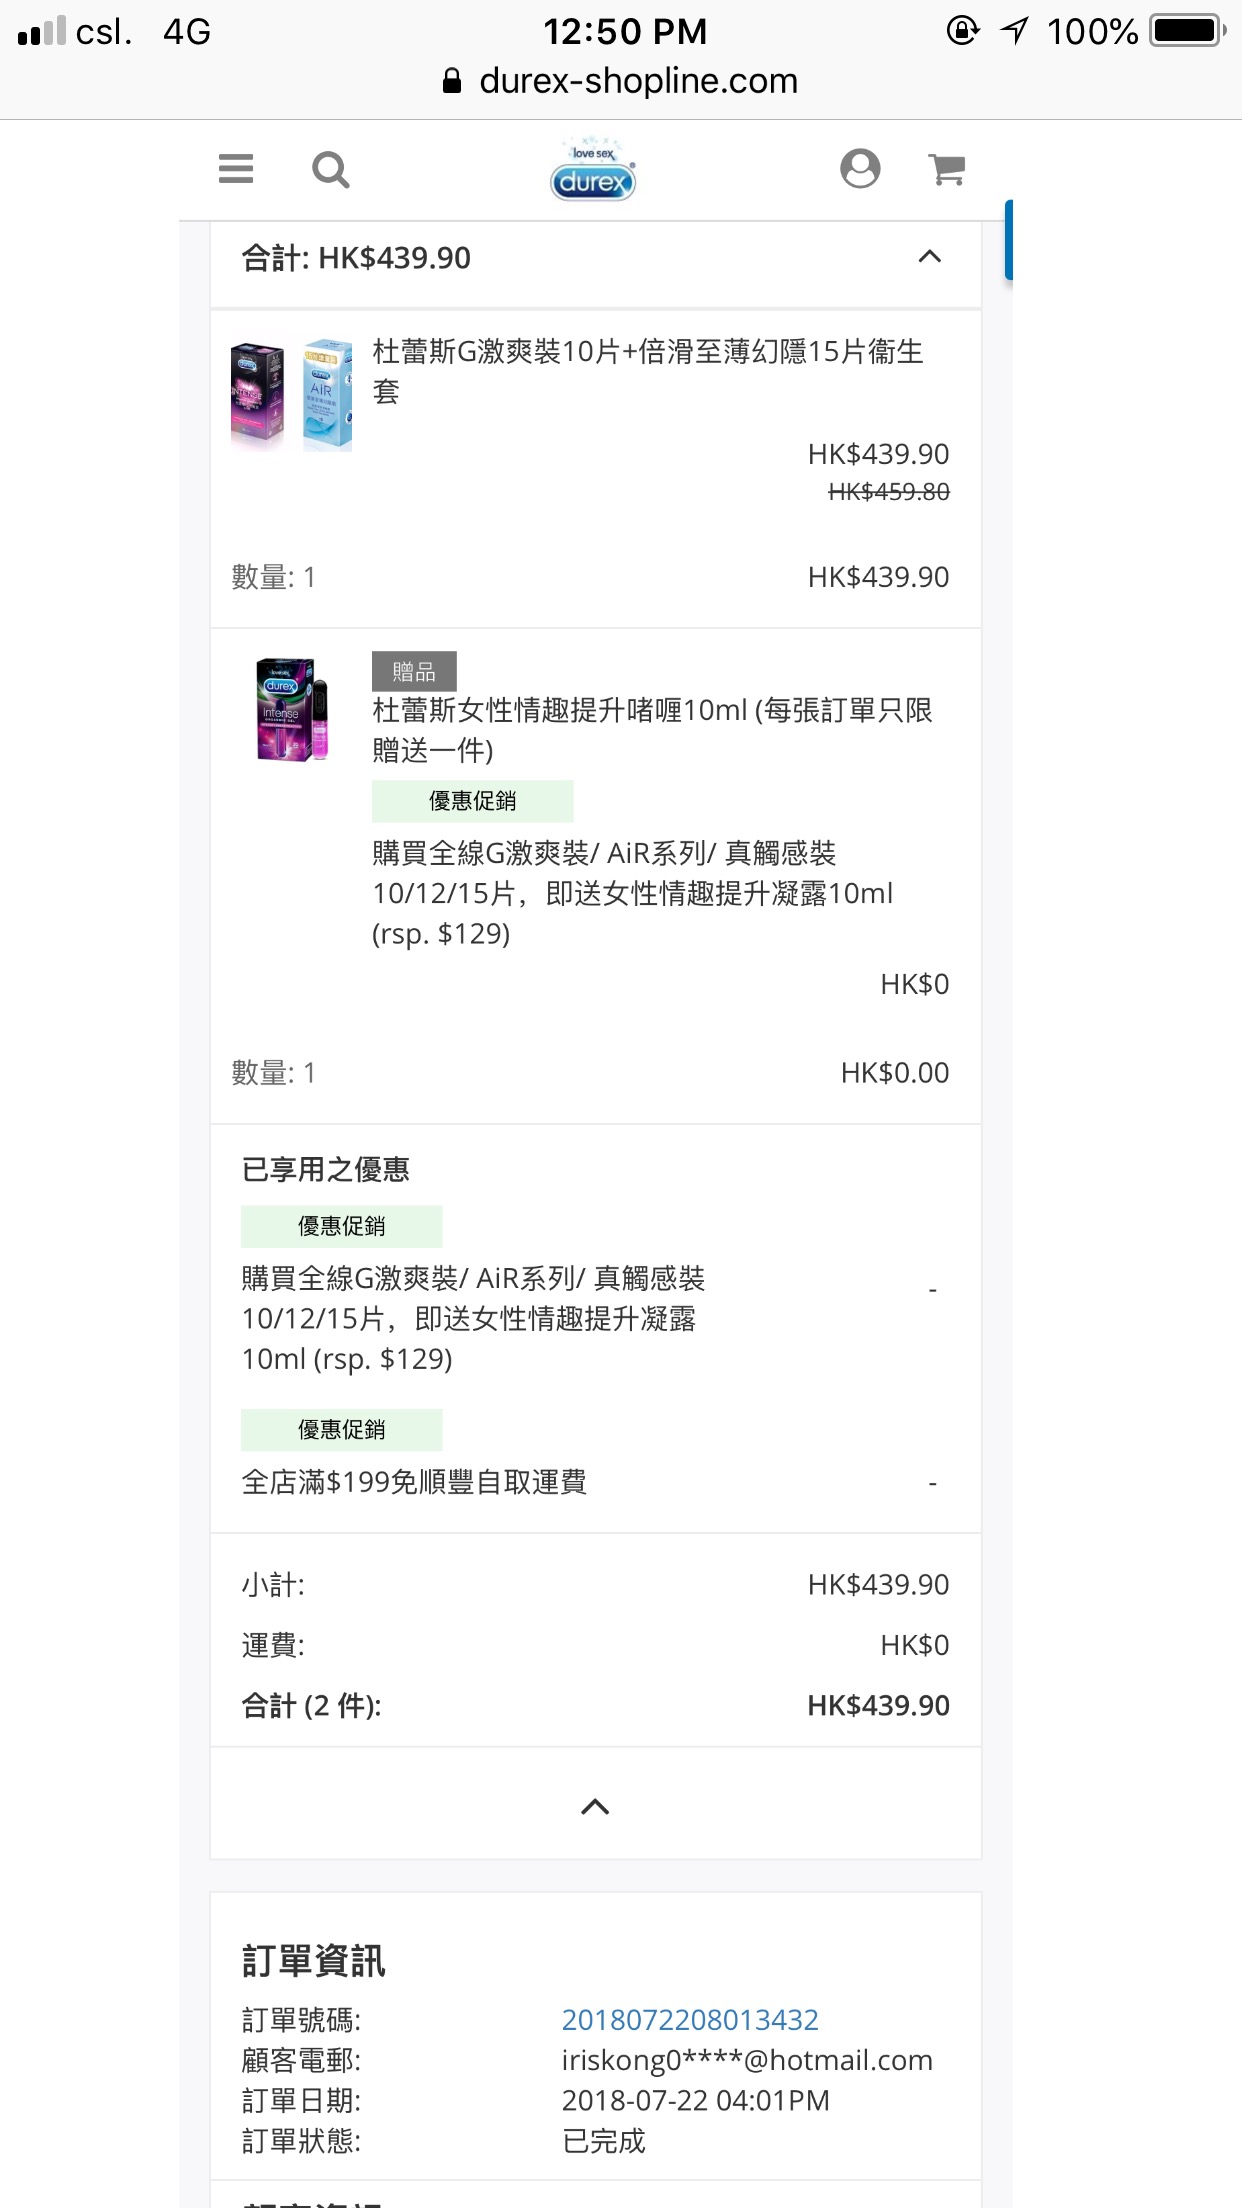 csl. 4G 12:50 PM 100%
durex-shopline.com
love sex
durex
合計: HK$439.90
杜蕾斯G激爽裝10片+倍滑至薄幻隱15片衞生
套
HK$439.90
HK$459.80
數量: 1 HK$439.90
贈品
杜蕾斯女性情趣提升啫喱10ml (每張訂單只限
贈送一件)
優惠促銷
購買全線G激爽裝/ AiR系列/ 真觸感裝
10/12/15片，即送女性情趣提升凝露10ml
(rsp. $129)
HK$0
數量: 1 HK$0.00
已享用之優惠
優惠促銷
購買全線G激爽裝/ AiR系列/ 真觸感裝
10/12/15片，即送女性情趣提升凝露
10ml (rsp. $129)
-
優惠促銷
全店滿$199免順豐自取運費 -
小計: HK$439.90
運費: HK$0
合計 (2 件): HK$439.90
訂單資訊
訂單號碼: 2018072208013432
顧客電郵: iriskong0****@hotmail.com
訂單日期: 2018-07-22 04:01PM
訂單狀態: 已完成